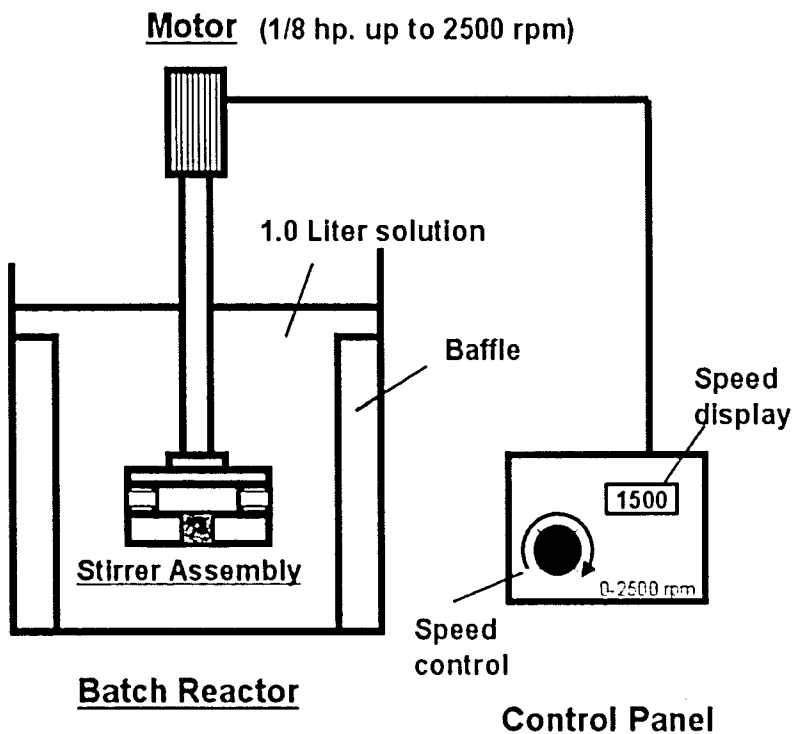 Motor (1/8 hp. up to 2500 rpm)
1.0 Liter solution
Baffle
Speed
display
1500
0-2500 rpm
Stirrer Assembly
Speed
control
Batch Reactor
Control Panel